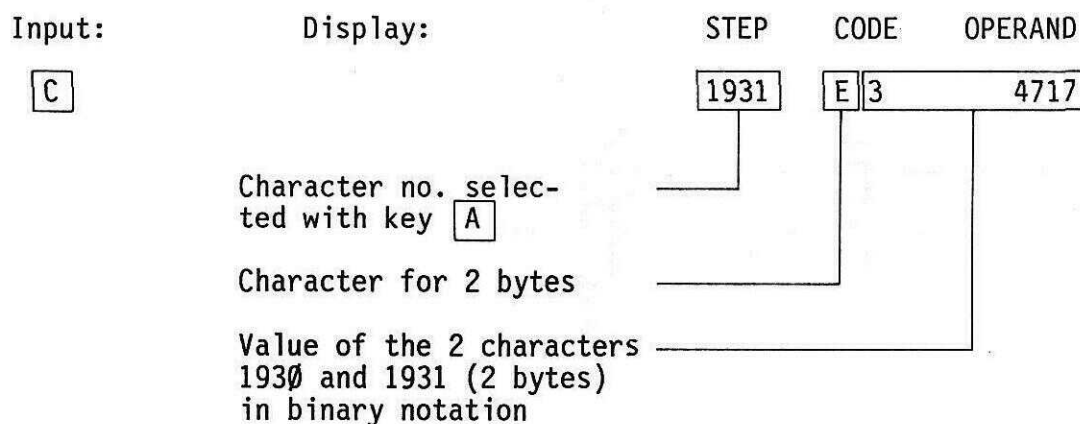 Input: Display: STEP CODE OPERAND
C 1931 E 3 4717
Character no. selec-
ted with key A
Character for 2 bytes
Value of the 2 characters
193Ø and 1931 (2 bytes)
in binary notation